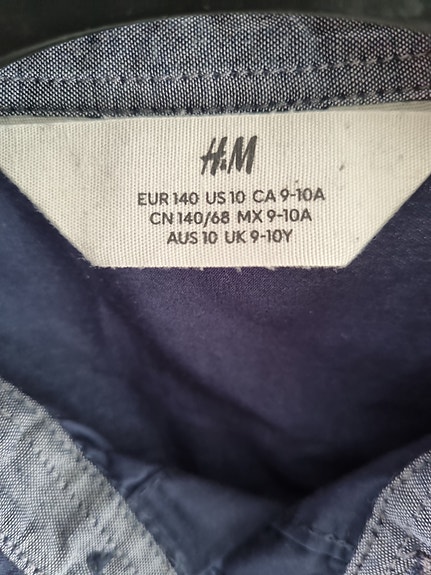 H&M
EUR 140 US 10 CA 9-10A
CN 140/68 MX 9-10A
AUS 10 UK 9-10Y